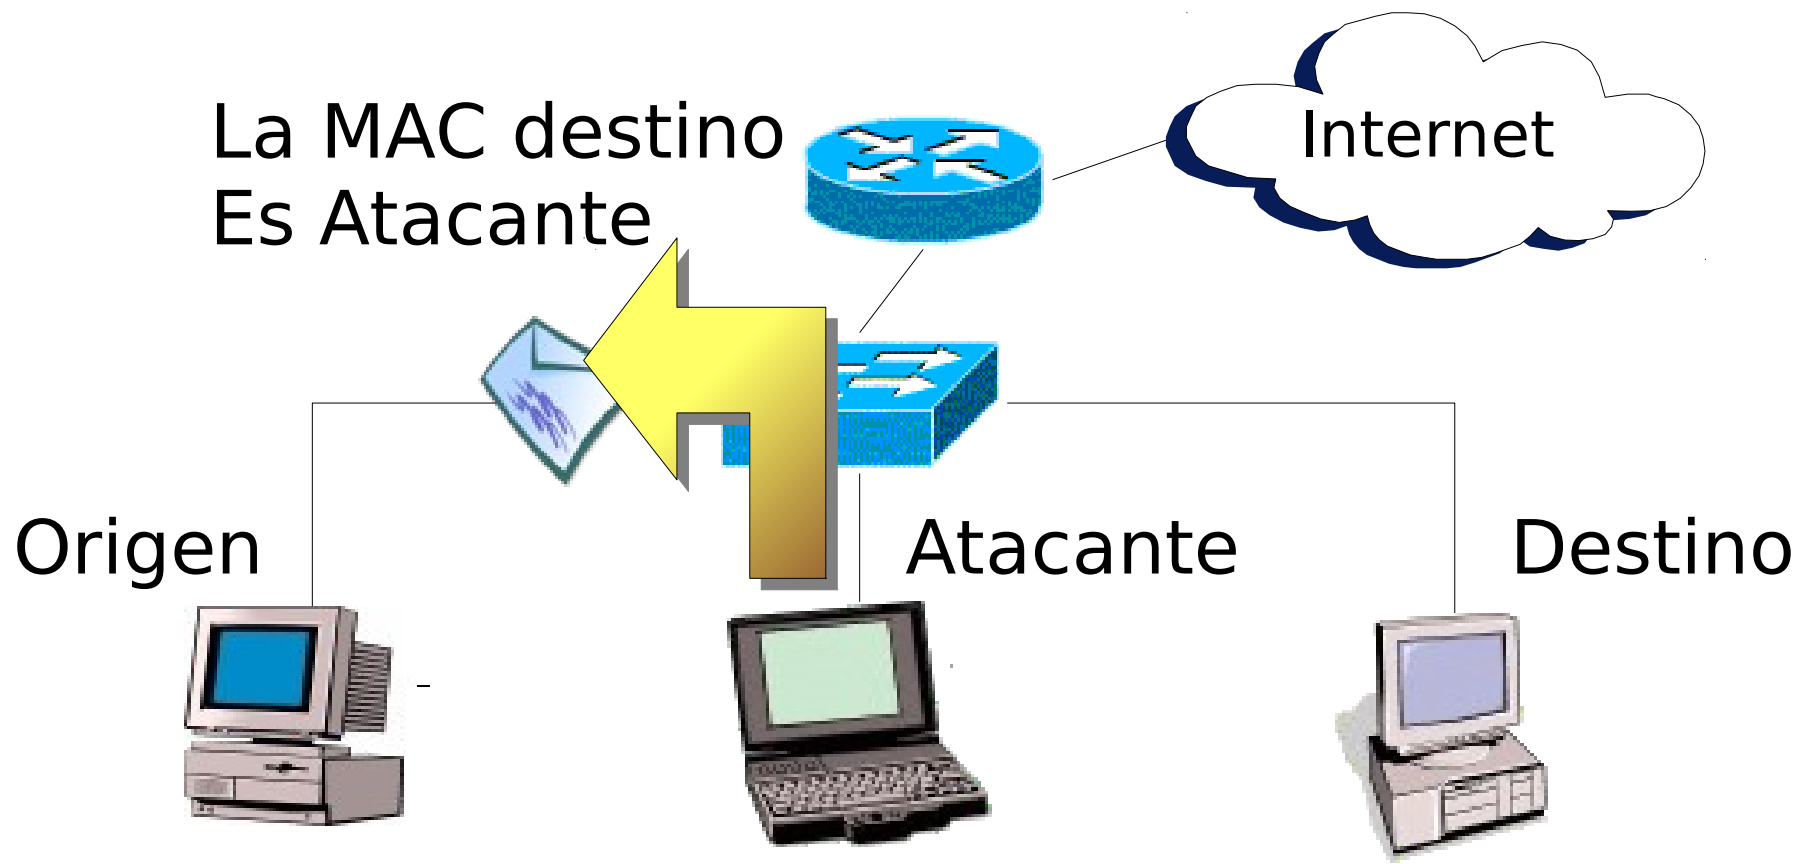 La MAC destino
Es Atacante
Internet
Origen
Atacante
Destino